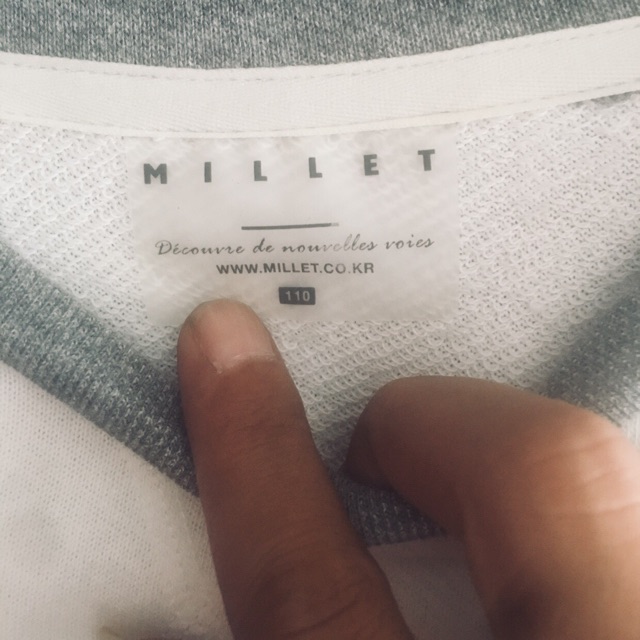 MILLET
Découvre de nouvelles voies
WWW.MILLET.CO.KR
110